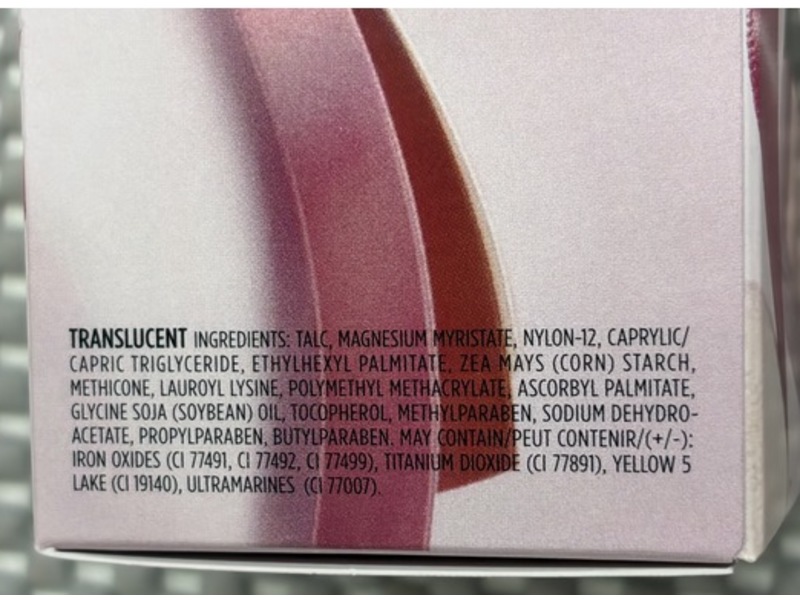 TRANSLUCENT INGREDIENTS: TALC, MAGNESIUM MYRISTATE, NYLON-12, CAPRYLIC/
CAPRIC TRIGLYCERIDE, ETHYLHEXYL PALMITATE, ZEA MAYS (CORN) STARCH,
METHICONE, LAUROYL LYSINE, POLYMETHYL METHACRYLATE, ASCORBYL PALMITATE,
GLYCINE SOJA (SOYBEAN) OIL, TOCOPHEROL, METHYLPARABEN, SODIUM DEHYDRO-
ACETATE, PROPYLPARABEN, BUTYLPARABEN. MAY CONTAIN/PEUT CONTENIR/(+/-):
IRON OXIDES (CI 77491, CI 77492, CI 77499), TITANIUM DIOXIDE (CI 77891), YELLOW 5
LAKE (CI 19140), ULTRAMARINES (CI 77007).